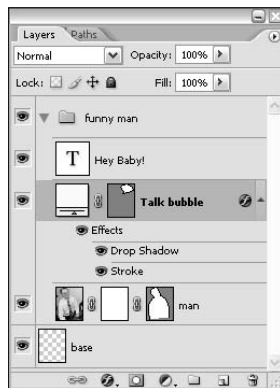 Layers Paths
Normal Opacity: 100%
Lock: Fill: 100%
funny man
T Hey Baby!
Talk bubble
Effects
Drop Shadow
Stroke
man
base